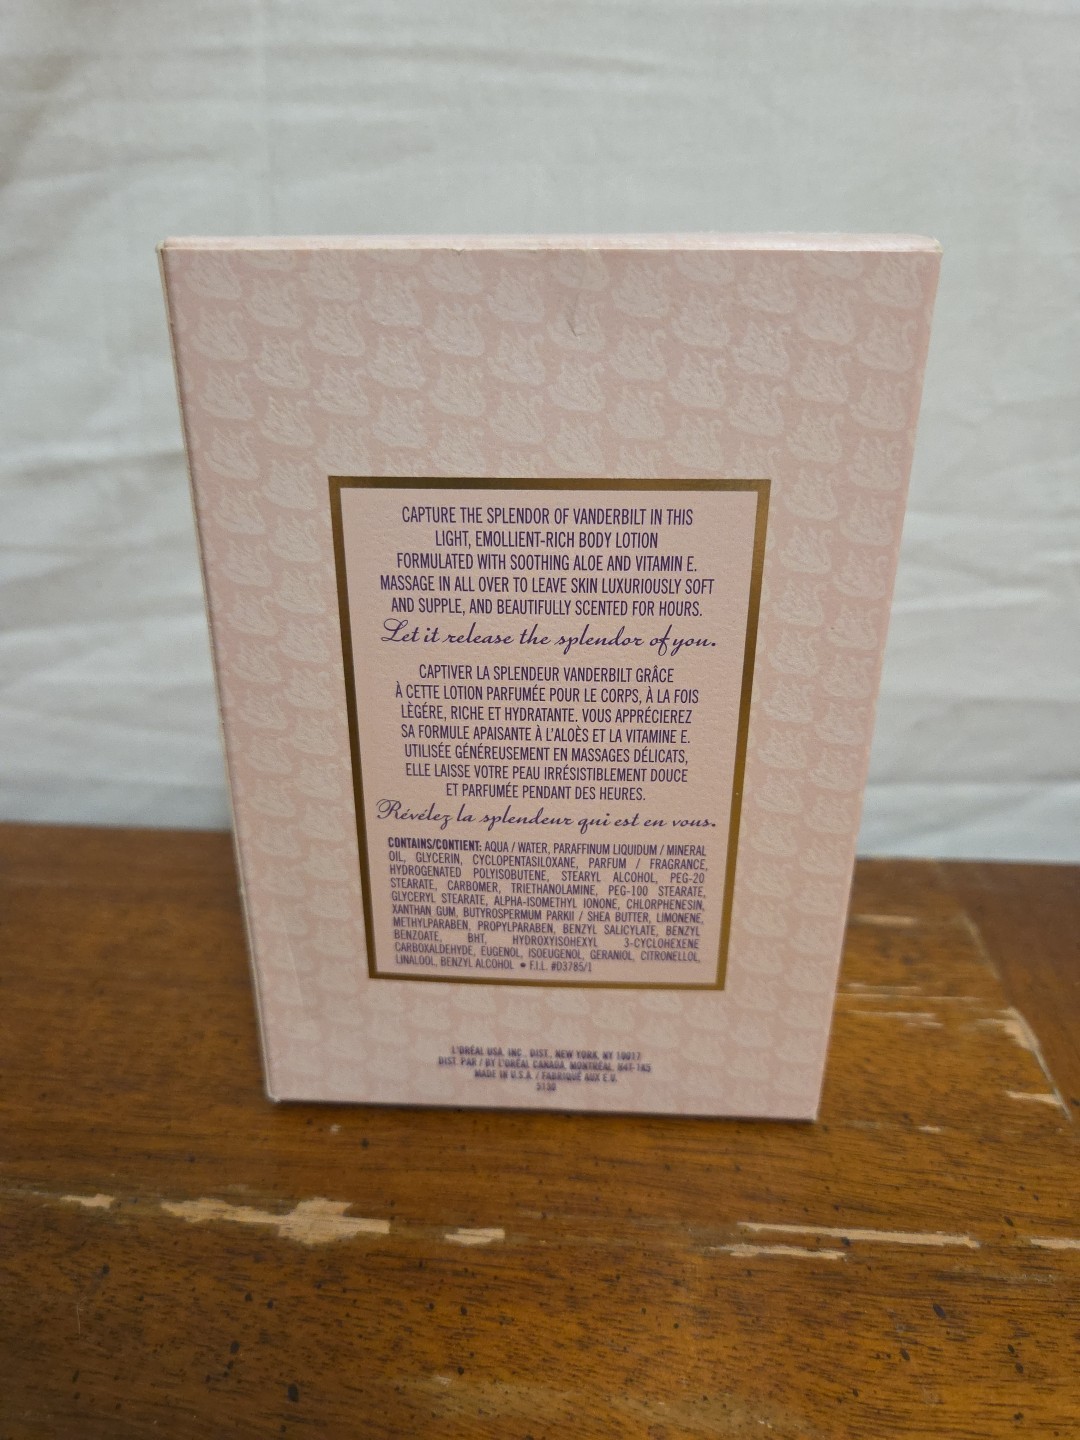 CAPTURE THE SPLENDOR OF VANDERBILT IN THIS
LIGHT, EMOLLIENT-RICH BODY LOTION
FORMULATED WITH SOOTHING ALOE AND VITAMIN E.
MASSAGE IN ALL OVER TO LEAVE SKIN LUXURIOUSLY SOFT
AND SUPPLE, AND BEAUTIFULLY SCENTED FOR HOURS.
Let it release the splendor of you.
CAPTIVER LA SPLENDEUR VANDERBILT GRÂCE
À CETTE LOTION PARFUMÉE POUR LE CORPS, À LA FOIS
LÈGÉRE, RICHE ET HYDRATANTE. VOUS APPRÉCIEREZ
SA FORMULE APAISANTE À L'ALOÈS ET LA VITAMINE E.
UTILISÉE GÉNÉREUSEMENT EN MASSAGES DÉLICATS,
ELLE LAISSE VOTRE PEAU IRRÉSISTIBLEMENT DOUCE
ET PARFUMÉE PENDANT DES HEURES.
Révélez la splendeur qui est en vous.
CONTAINS/CONTIENT: AQUA / WATER, PARAFFINUM LIQUIDUM / MINERAL
OIL, GLYCERIN, CYCLOPENTASILOXANE, PARFUM / FRAGRANCE,
HYDROGENATED POLYISOBUTENE, STEARYL ALCOHOL, PEG-20
STEARATE, CARBOMER, TRIETHANOLAMINE, PEG-100 STEARATE,
GLYCERYL STEARATE, ALPHA-ISOMETHYL IONONE, CHLORPHENESIN,
XANTHAN GUM, BUTYROSPERMUM PARKII / SHEA BUTTER, LIMONENE,
METHYLPARABEN, PROPYLPARABEN, BENZYL SALICYLATE, BENZYL
BENZOATE, BHT, HYDROXYISOHEXYL 3-CYCLOHEXENE
CARBOXALDEHYDE, EUGENOL, ISOEUGENOL, GERANIOL, CITRONELLOL,
LINALOOL, BENZYL ALCOHOL • F.I.L. #D3785/1
L'ORÉAL USA, INC., DIST., NEW YORK, NY 10017
DIST. PAR / BY L'ORÉAL CANADA, MONTRÉAL, H4T-1K5
MADE IN U.S.A. / FABRIQUÉ AUX É.U.
5130